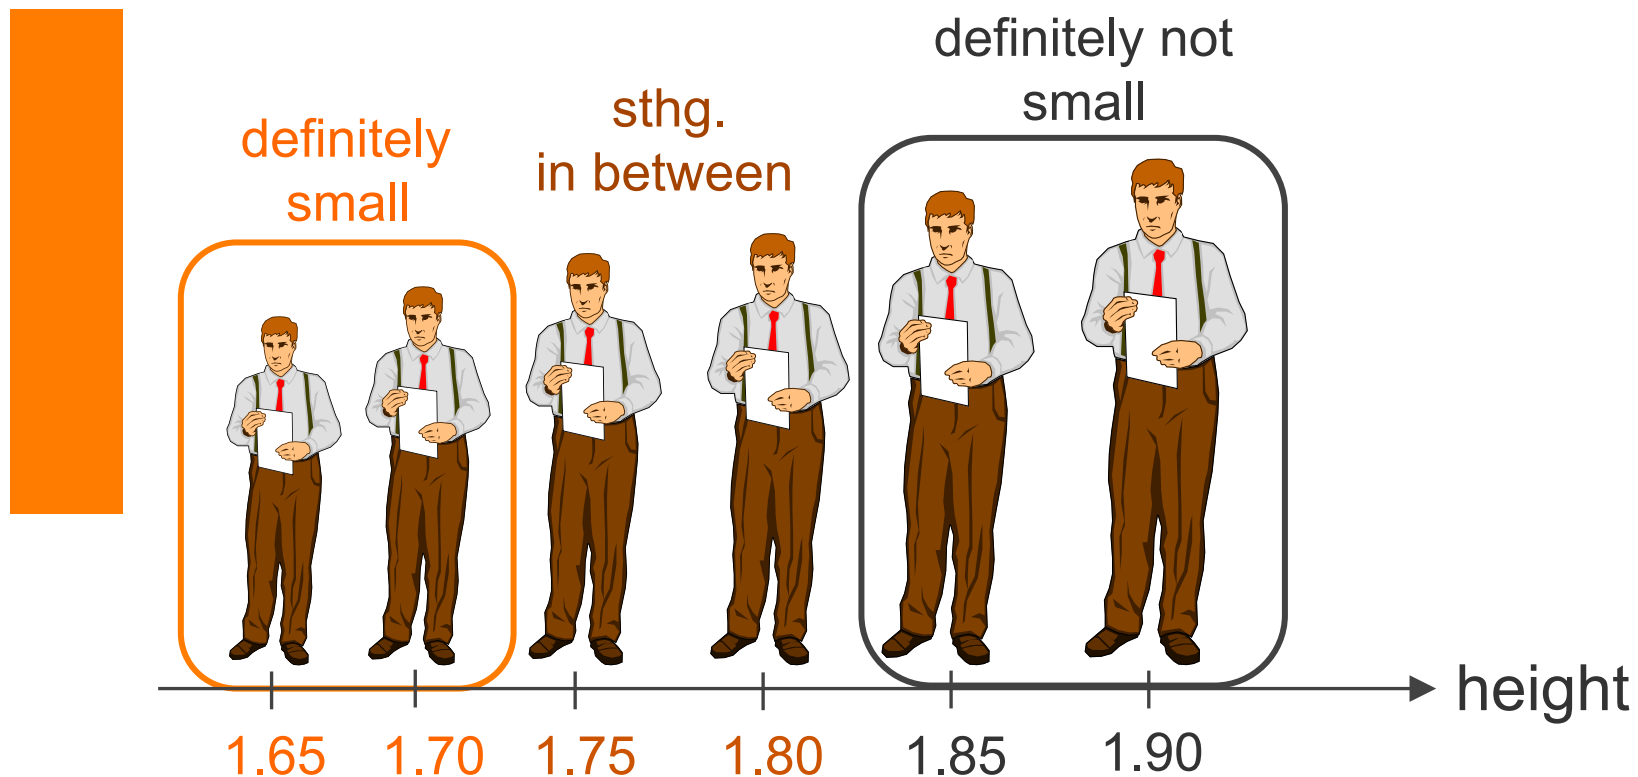 definitely not
small
sthg.
in between
definitely
small
height
1.65 1.70 1.75 1.80 1.85 1.90